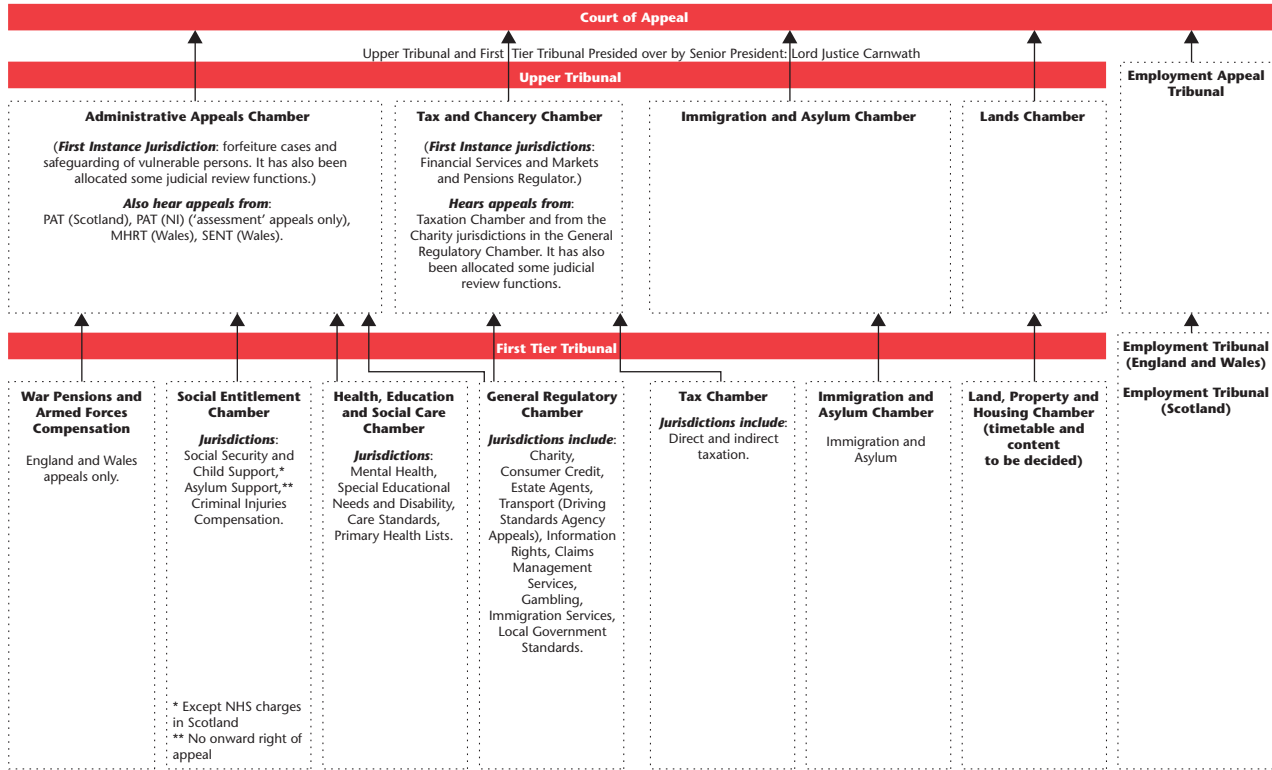 Court of Appeal
Upper Tribunal and First Tier Tribunal Presided over by Senior President: Lord Justice Carnwath
Upper Tribunal
Employment Appeal
Tribunal
Administrative Appeals Chamber
(First Instance Jurisdiction: forfeiture cases and
safeguarding of vulnerable persons. It has also been
allocated some judicial review functions.)
Also hear appeals from:
PAT (Scotland), PAT (NI) (‘assessment’ appeals only),
MHRT (Wales), SENT (Wales).
Tax and Chancery Chamber
(First Instance jurisdictions:
Financial Services and Markets
and Pensions Regulator.)
Hears appeals from:
Taxation Chamber and from the
Charity jurisdictions in the General
Regulatory Chamber. It has also
been allocated some judicial
review functions.
Immigration and Asylum Chamber
Lands Chamber
First Tier Tribunal
Employment Tribunal
(England and Wales)
Employment Tribunal
(Scotland)
War Pensions and
Armed Forces
Compensation
England and Wales
appeals only.
Social Entitlement
Chamber
Jurisdictions:
Social Security and
Child Support,*
Asylum Support,**
Criminal Injuries
Compensation.
* Except NHS charges
in Scotland
** No onward right of
appeal
Health, Education
and Social Care
Chamber
Jurisdictions:
Mental Health,
Special Educational
Needs and Disability,
Care Standards,
Primary Health Lists.
General Regulatory
Chamber
Jurisdictions include:
Charity,
Consumer Credit,
Estate Agents,
Transport (Driving
Standards Agency
Appeals), Information
Rights, Claims
Management
Services,
Gambling,
Immigration Services,
Local Government
Standards.
Tax Chamber
Jurisdictions include:
Direct and indirect
taxation.
Immigration and
Asylum Chamber
Immigration and
Asylum
Land, Property and
Housing Chamber
(timetable and
content
to be decided)